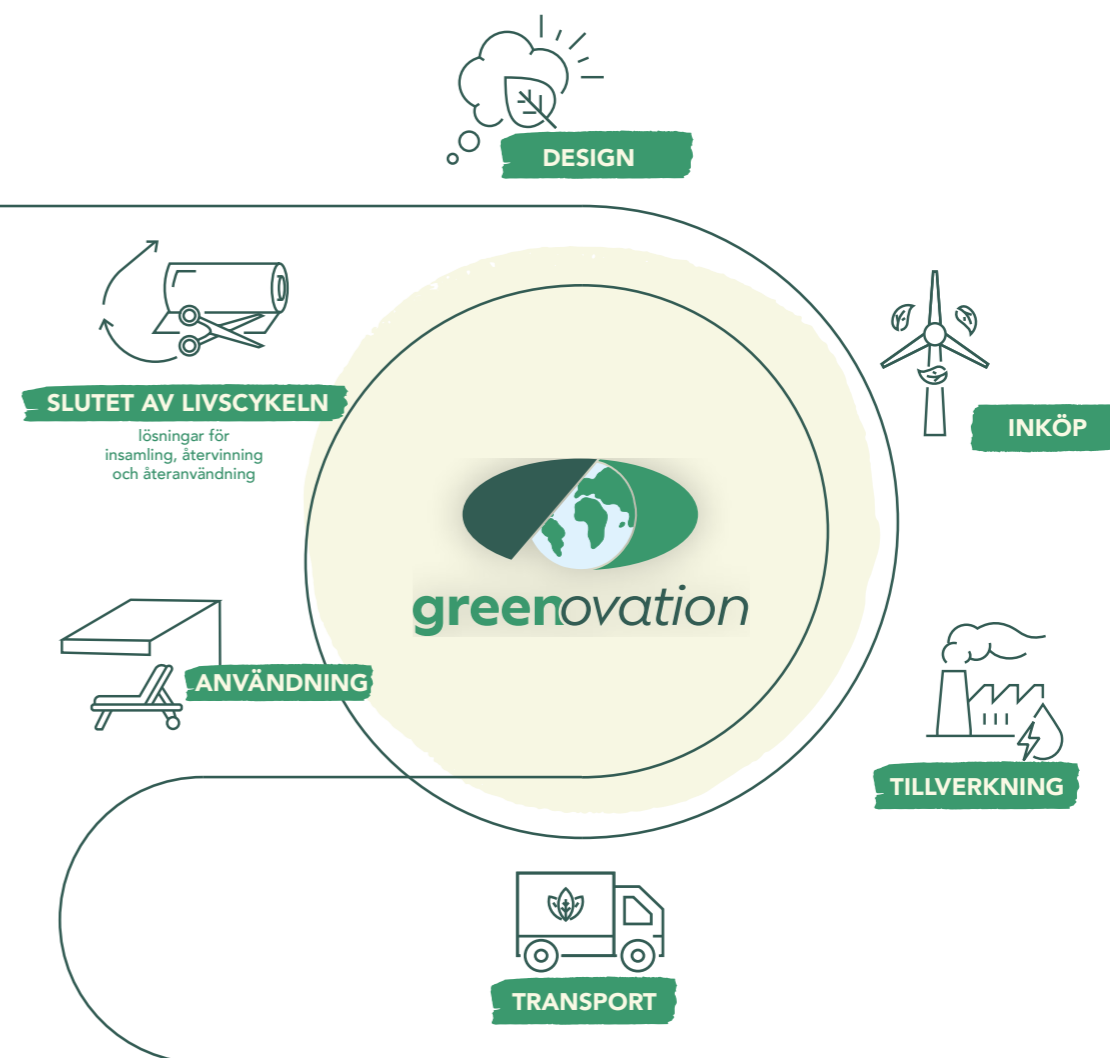 DESIGN
SLUTET AV LIVSCYKELN
lösningar för
insamling, återvinning
och återanvändning
INKÖP
greenovation
ANVÄNDNING
TILLVERKNING
TRANSPORT